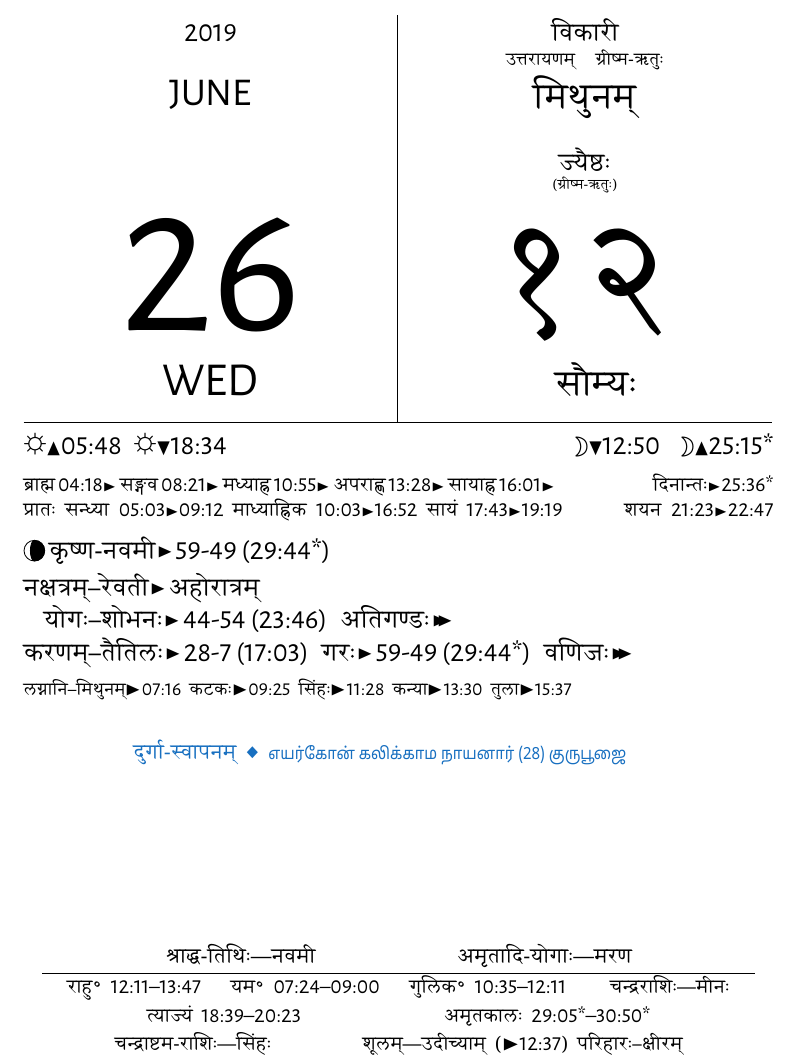 2019
JUNE
26
WED
विकारी
उत्तरायणम् ग्रीष्म-ऋतुः
मिथुनम्
ज्यैष्ठः
(ग्रीष्म-ऋतुः)
१२
सौम्यः
☼▲05:48 ☼▼18:34 ☽▼12:50 ☽▲25:15*
ब्राह्म 04:18► सङ्गव 08:21► मध्याह्न 10:55► अपराह्ण 13:28► सायाह्न 16:01► दिनान्तः►25:36*
प्रातः सन्ध्या 05:03►09:12 माध्याह्निक 10:03►16:52 सायं 17:43►19:19 शयन 21:23►22:47
कृष्ण-नवमी►59-49 (29:44*)
नक्षत्रम्–रेवती► अहोरात्रम्
योगः–शोभनः►44-54 (23:46) अतिगण्डः►►
करणम्–तैतिलः►28-7 (17:03) गरः►59-49 (29:44*) वणिजः►►
लग्नानि–मिथुनम्►07:16 कटकः►09:25 सिंहः►11:28 कन्या►13:30 तुला►15:37
दुर्गा-स्वापनम् ◆ எயர்கோன் கலிக்காம நாயனார் (28) குருபூஜை
श्राद्ध-तिथिः—नवमी अमृतादि-योगाः—मरण
राहु° 12:11–13:47 यम° 07:24–09:00 गुलिक° 10:35–12:11 चन्द्रराशिः—मीनः
त्याज्यं 18:39–20:23 अमृतकालः 29:05*–30:50*
चन्द्राष्टम-राशिः—सिंहः शूलम्—उदीच्याम् (►12:37) परिहारः–क्षीरम्